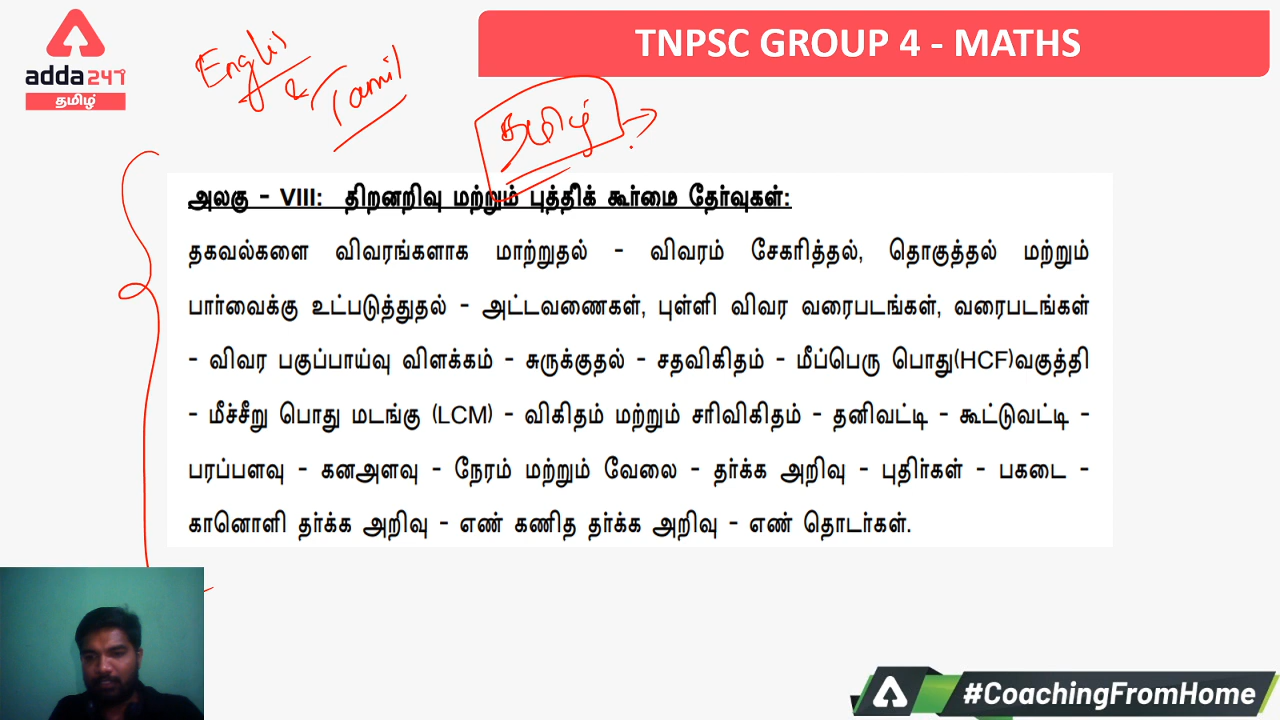 TNPSC GROUP 4 - MATHS
adda247
தமிழ்
Englis
& Tamil
தமிழ் →
அலகு - VIII: திறனறிவு மற்றும் புத்திக் கூர்மை தேர்வுகள்:
தகவல்களை விவரங்களாக மாற்றுதல் - விவரம் சேகரித்தல், தொகுத்தல் மற்றும்
பார்வைக்கு உட்படுத்துதல் - அட்டவணைகள், புள்ளி விவர வரைபடங்கள், வரைபடங்கள்
- விவர பகுப்பாய்வு விளக்கம் - சுருக்குதல் - சதவிகிதம் - மீப்பெரு பொது(HCF)வகுத்தி
- மீச்சீறு பொது மடங்கு (LCM) - விகிதம் மற்றும் சரிவிகிதம் - தனிவட்டி - கூட்டுவட்டி -
பரப்பளவு - கனஅளவு - நேரம் மற்றும் வேலை - தர்க்க அறிவு - புதிர்கள் - பகடை -
கானொளி தர்க்க அறிவு - எண் கணித தர்க்க அறிவு - எண் தொடர்கள்.
#CoachingFromHome